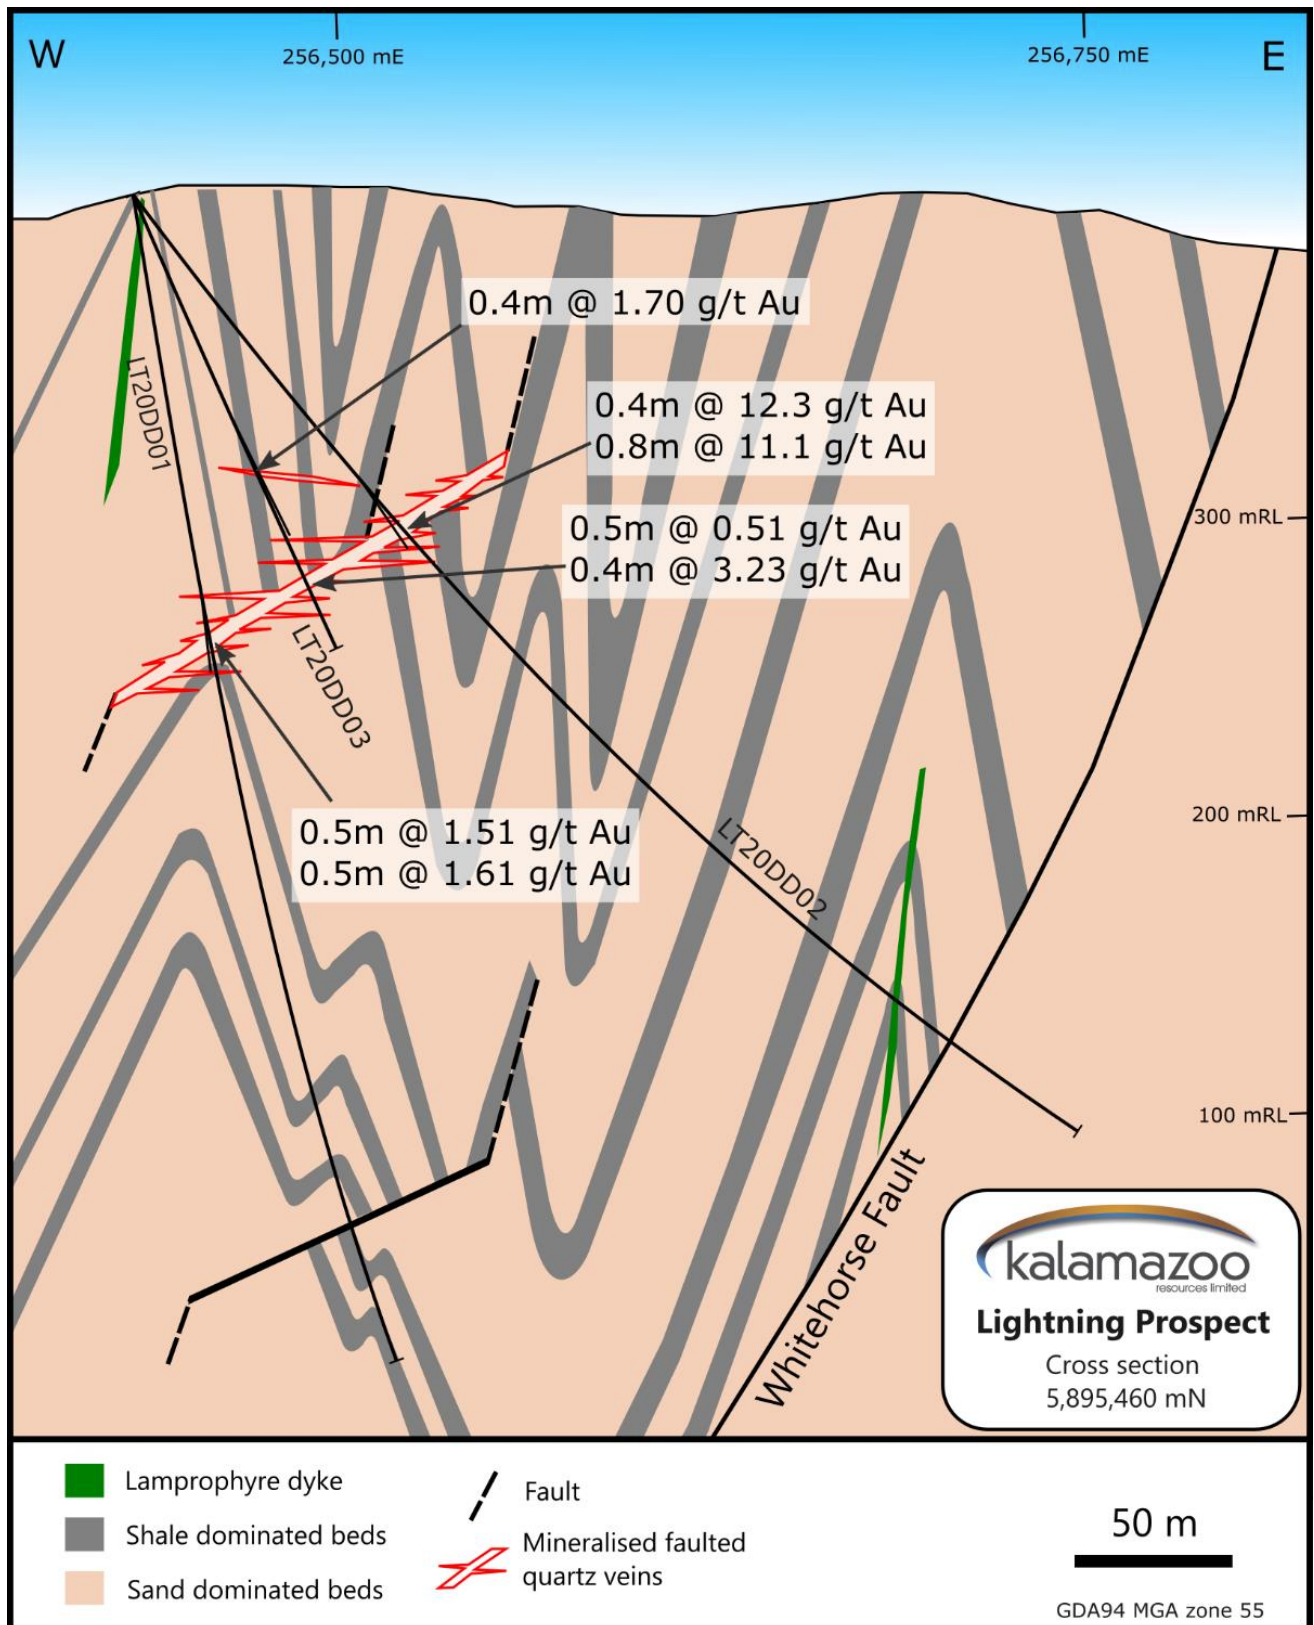 W
256,500 mE
256,750 mE
E
0.4m @ 1.70 g/t Au
LT20DD01
0.4m @ 12.3 g/t Au
0.8m @ 11.1 g/t Au
300 mRL
0.5m @ 0.51 g/t Au
0.4m @ 3.23 g/t Au
LT20DD03
0.5m @ 1.51 g/t Au
0.5m @ 1.61 g/t Au
200 mRL
LT20DD02
100 mRL
Whitehorse Fault
kalamazoo
resources limited
Lightning Prospect
Cross section
5,895,460 mN
Lamprophyre dyke
Shale dominated beds
Sand dominated beds
Fault
Mineralised faulted
quartz veins
50 m
GDA94 MGA zone 55